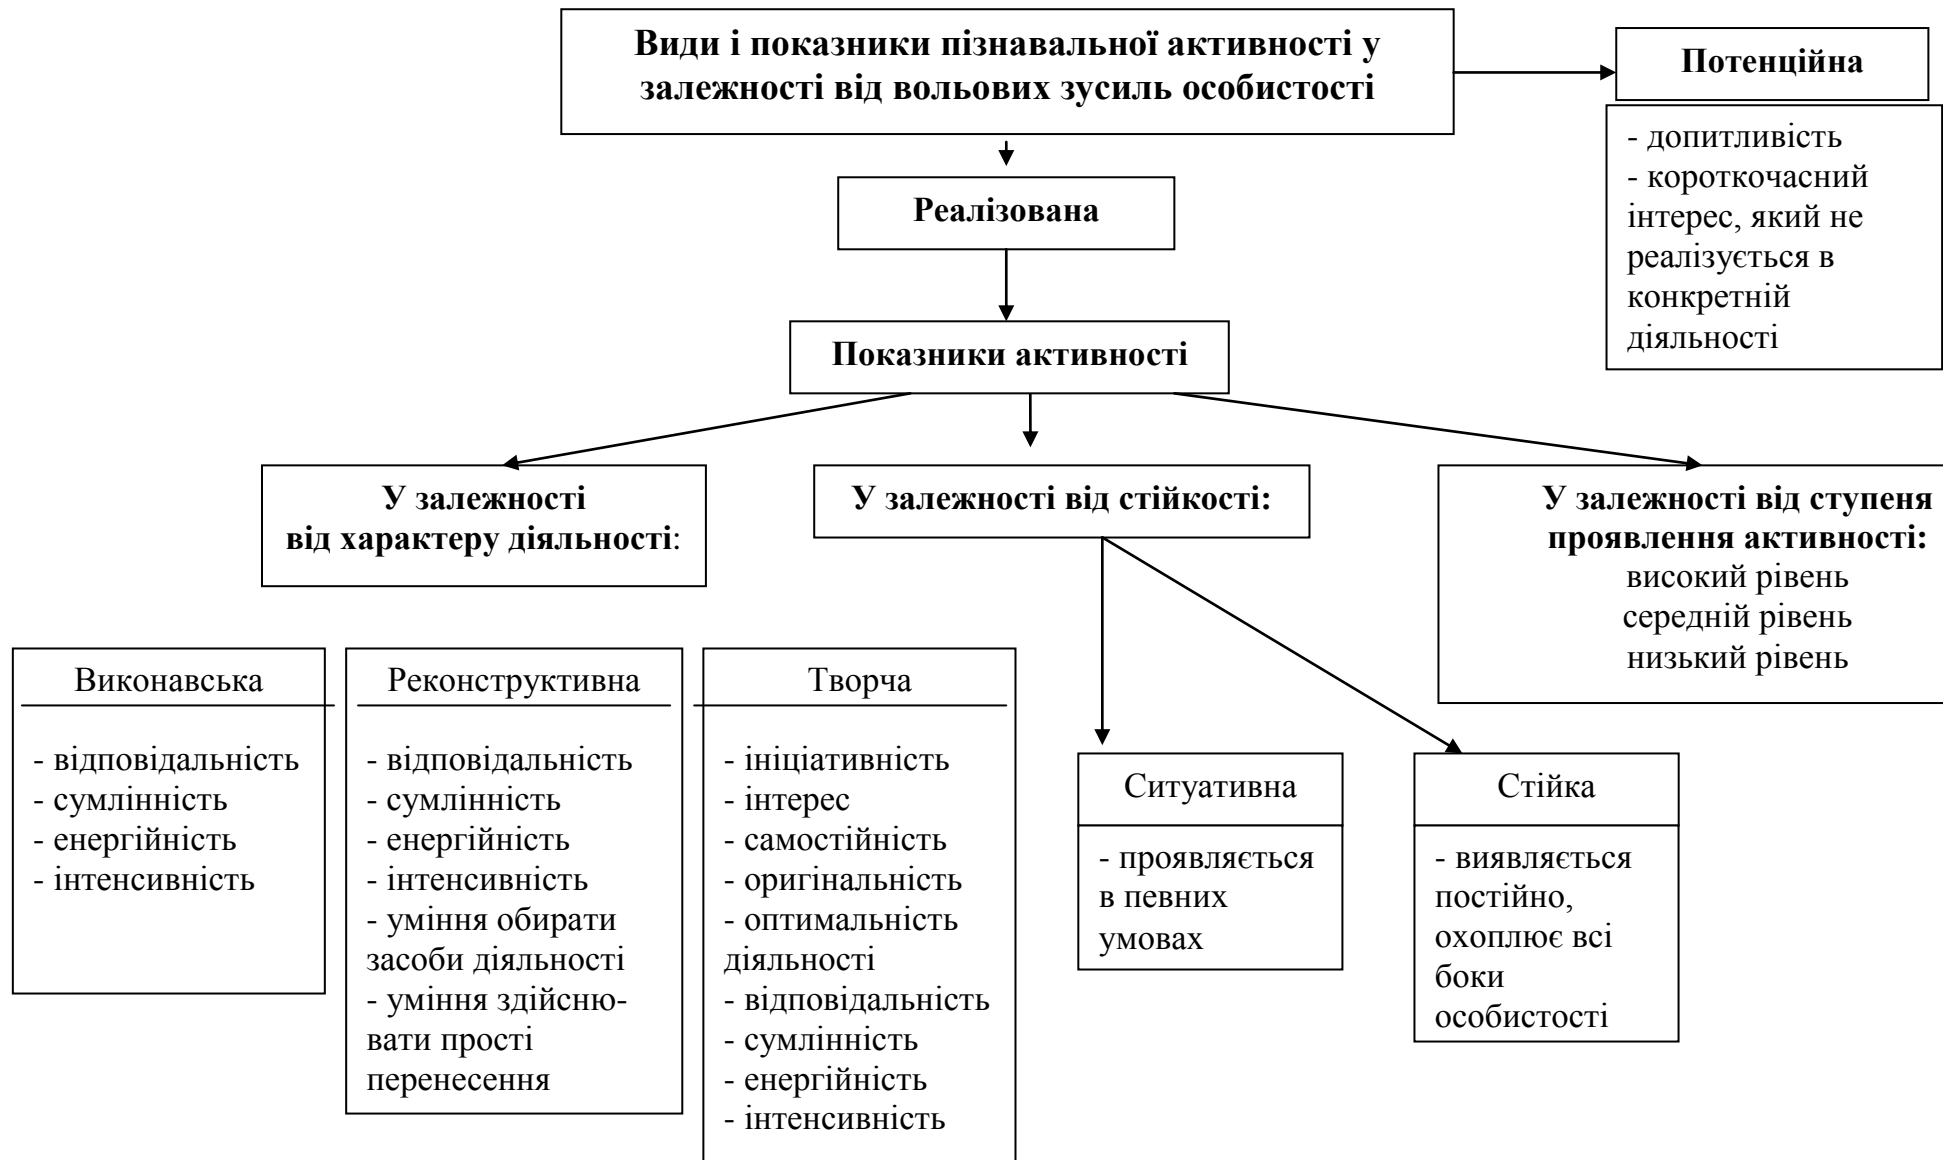 Види і показники пізнавальної активності у
залежності від вольових зусиль особистості
Потенційна
- допитливість
- короткочасний
інтерес, який не
реалізується в
конкретній
діяльності
Реалізована
Показники активності
У залежності
від характеру діяльності:
У залежності від стійкості:
У залежності від ступеня
проявлення активності:
високий рівень
середній рівень
низький рівень
Виконавська
- відповідальність
- сумлінність
- енергійність
- інтенсивність
Реконструктивна
- відповідальність
- сумлінність
- енергійність
- інтенсивність
- уміння обирати
засоби діяльності
- уміння здійсню-
вати прості
перенесення
Творча
- ініціативність
- інтерес
- самостійність
- оригінальність
- оптимальність
діяльності
- відповідальність
- сумлінність
- енергійність
- інтенсивність
Ситуативна
- проявляється
в певних
умовах
Стійка
- виявляється
постійно,
охоплює всі
боки
особистості